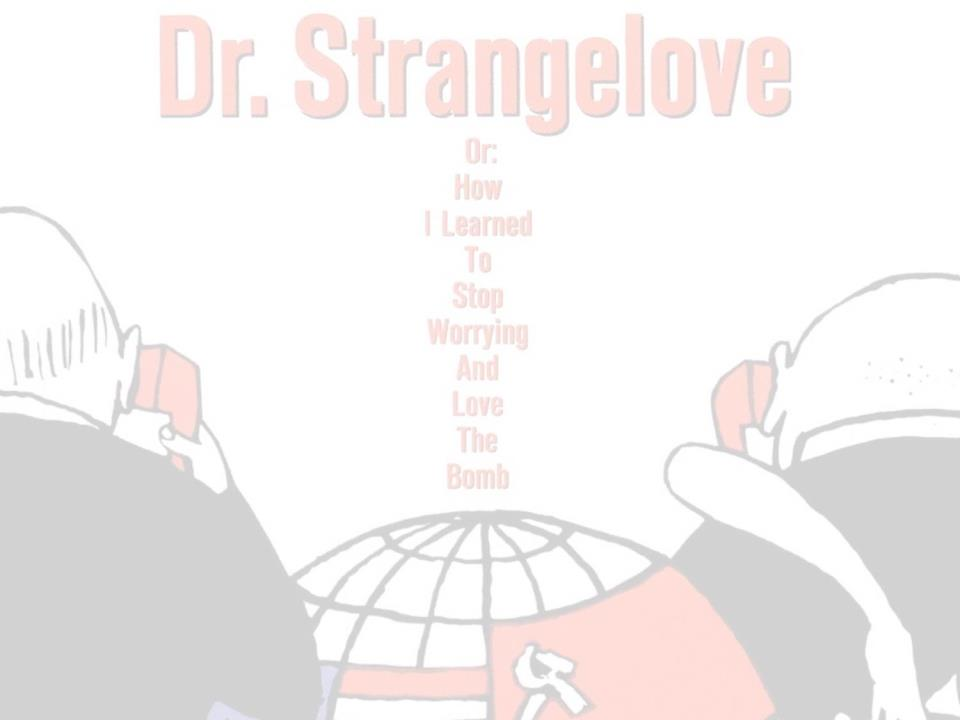 Dr. Strangelove
Or:
How
I Learned
To
Stop
Worrying
And
Love
The
Bomb